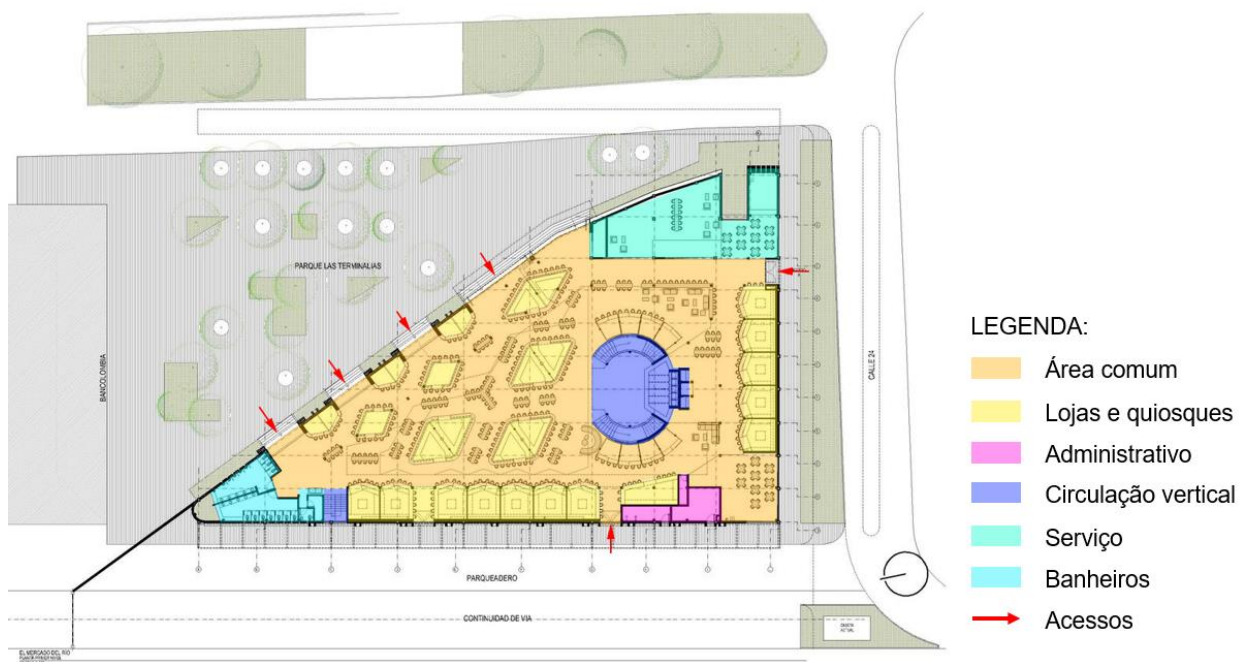 PARQUE LAS TERMINALIAS
BANCOLOMBIA
CALLE 24
PARQUEADERO
CONTINUIDAD DE VIA
EL MERCADO DEL RIO
LEGENDA:
Área comum
Lojas e quiosques
Administrativo
Circulação vertical
Serviço
Banheiros
Acessos